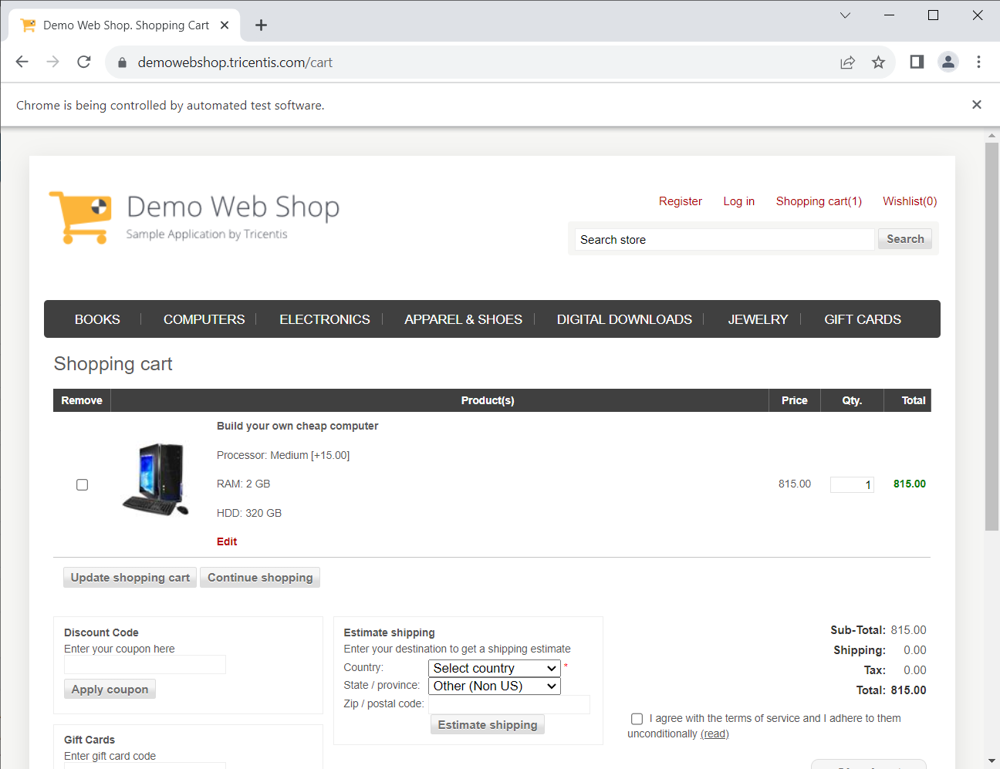 Demo Web Shop. Shopping Cart
demowebshop.tricentis.com/cart
Chrome is being controlled by automated test software.
Demo Web Shop
Sample Application by Tricentis
Register Log in Shopping cart(1) Wishlist(0)
Search store Search
BOOKS COMPUTERS ELECTRONICS APPAREL & SHOES DIGITAL DOWNLOADS JEWELRY GIFT CARDS
Shopping cart
Remove Product(s) Price Qty. Total
Build your own cheap computer
Processor: Medium [+15.00]
RAM: 2 GB
815.00 1 815.00
HDD: 320 GB
Edit
Update shopping cart Continue shopping
Discount Code
Enter your coupon here
Apply coupon
Gift Cards
Enter gift card code
Estimate shipping
Enter your destination to get a shipping estimate
Country: Select country *
State / province: Other (Non US)
Zip / postal code:
Estimate shipping
Sub-Total: 815.00
Shipping: 0.00
Tax: 0.00
Total: 815.00
I agree with the terms of service and I adhere to them
unconditionally (read)